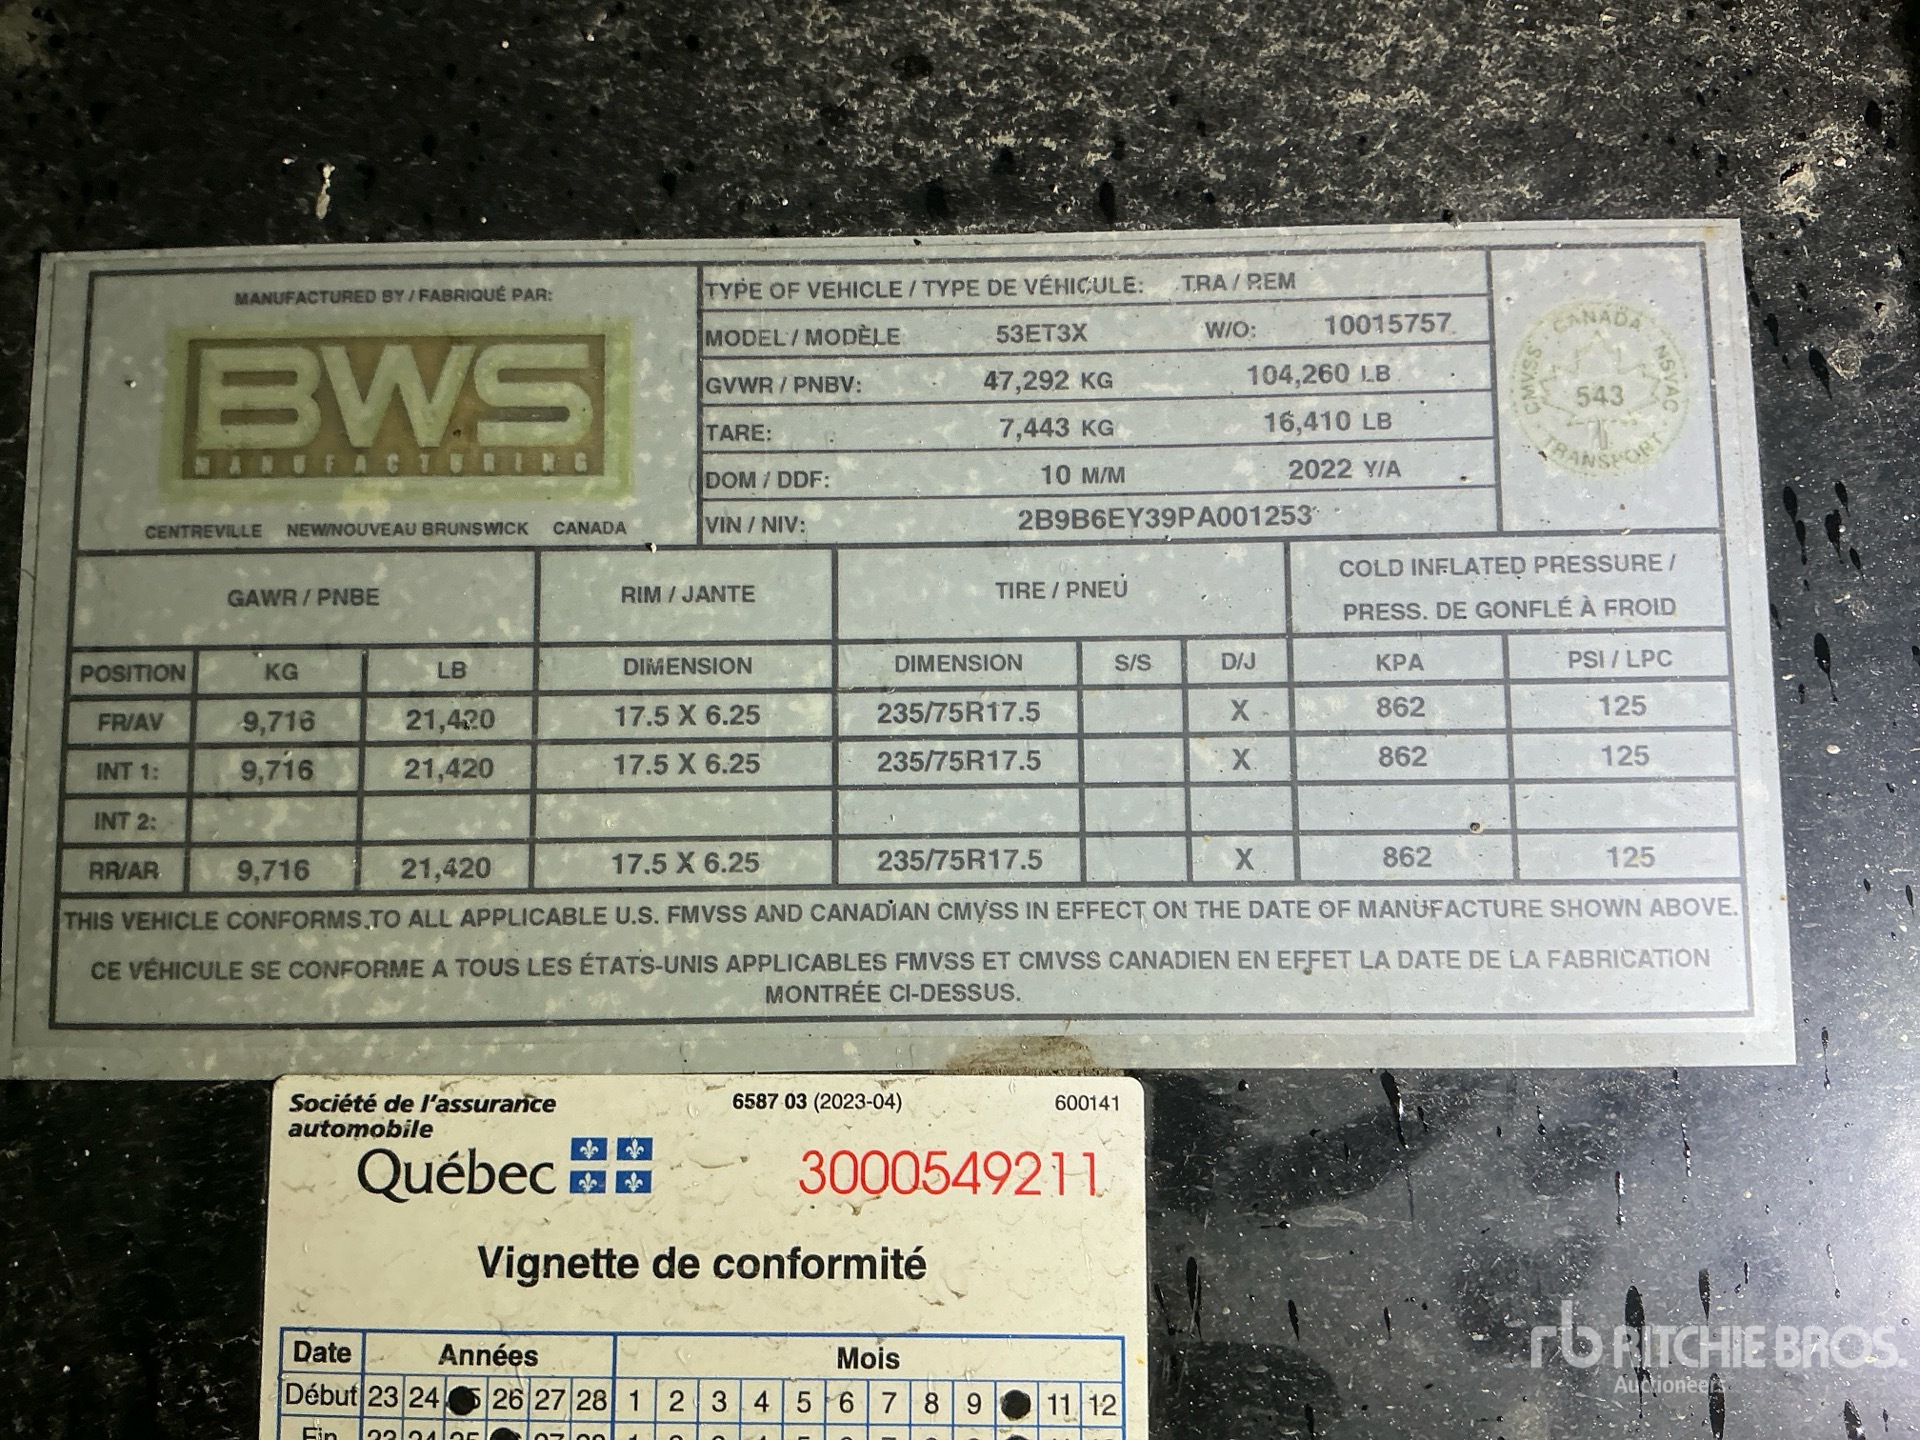 MANUFACTURED BY / FABRIQUÉ PAR:
BWS
MANUFACTURING
CENTREVILLE NEW/NOUVEAU BRUNSWICK CANADA
TYPE OF VEHICLE / TYPE DE VÉHICULE: TRA / REM
MODEL / MODÈLE 53ET3X W/O: 10015757
GVWR / PNBV: 47,292 KG 104,260 LB
TARE: 7,443 KG 16,410 LB
DOM / DDF: 10 M/M 2022 Y/A
VIN / NIV: 2B9B6EY39PA001253
CANADA
CMVSS 543 NSVAC
TRANSPORT
GAWR / PNBE RIM / JANTE TIRE / PNEU COLD INFLATED PRESSURE /
PRESS. DE GONFLÉ À FROID
POSITION KG LB DIMENSION DIMENSION S/S D/J KPA PSI / LPC
FR/AV 9,716 21,420 17.5 X 6.25 235/75R17.5 X 862 125
INT 1: 9,716 21,420 17.5 X 6.25 235/75R17.5 X 862 125
INT 2:
RR/AR 9,716 21,420 17.5 X 6.25 235/75R17.5 X 862 125
THIS VEHICLE CONFORMS TO ALL APPLICABLE U.S. FMVSS AND CANADIAN CMVSS IN EFFECT ON THE DATE OF MANUFACTURE SHOWN ABOVE.
CE VÉHICULE SE CONFORME A TOUS LES ÉTATS-UNIS APPLICABLES FMVSS ET CMVSS CANADIEN EN EFFET LA DATE DE LA FABRICATION
MONTRÉE CI-DESSUS.
Société de l'assurance 6587 03 (2023-04) 600141
automobile
Québec 3000549211
Vignette de conformité
Date Années Mois
Début 23 24 26 27 28 1 2 3 4 5 6 7 8 9 11 12
Fin
rb RITCHIE BROS.
Auctioneers